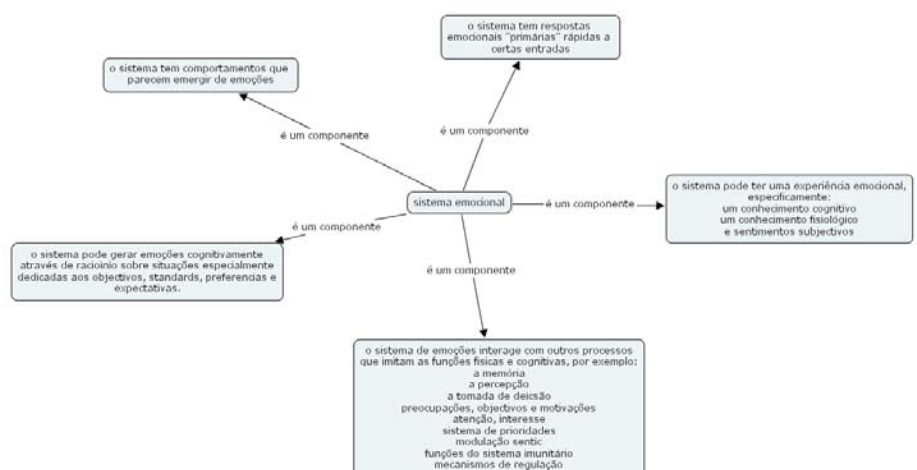 o sistema tem respostas
emocionais "primárias" rápidas a
certas entradas
o sistema tem comportamentos que
parecem emergir de emoções
é um componente
é um componente
o sistema pode ter uma experiência emocional,
especificamente:
um conhecimento cognitivo
um conhecimento fisiológico
e sentimentos subjectivos
sistema emocional
é um componente
é um componente
o sistema pode gerar emoções cognitivamente
através de racioinio sobre situações especialmente
dedicadas aos objectivos, standards, preferencias e
expectativas.
é um componente
o sistema de emoções interage com outros processos
que imitam as funções fisicas e cognitivas, por exemplo:
a memória
a percepção
a tomada de deicsão
preocupações, objectivos e motivações
atenção, interesse
sistema de prioridades
modulação sentic
funções do sistema imunitário
mecanismos de regulação